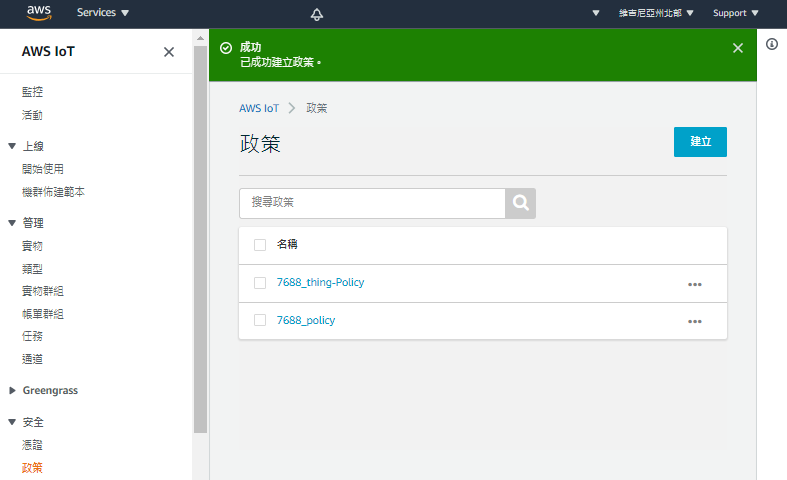 aws
Services
維吉尼亞州北部
Support
AWS IoT
監控
活動
上線
開始使用
機群佈建範本
管理
實物
類型
實物群組
帳單群組
任務
通道
Greengrass
安全
憑證
政策
成功
已成功建立政策。
AWS IoT
政策
政策
建立
搜尋政策
名稱
7688_thing-Policy
7688_policy